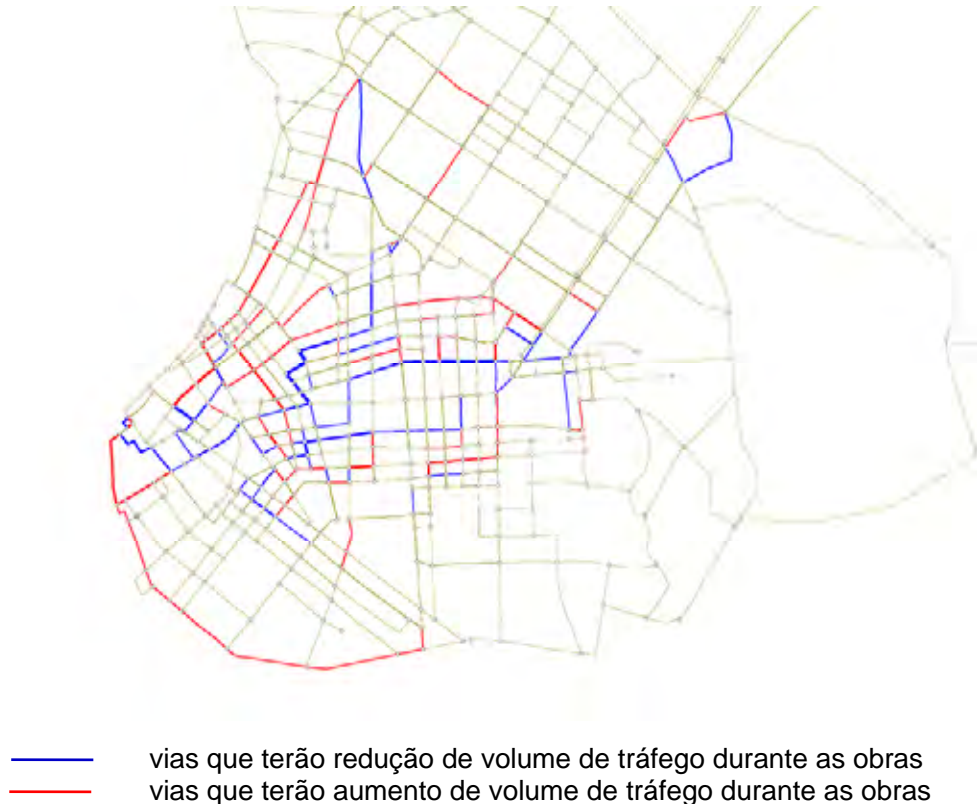 vias que terão redução de volume de tráfego durante as obras
vias que terão aumento de volume de tráfego durante as obras